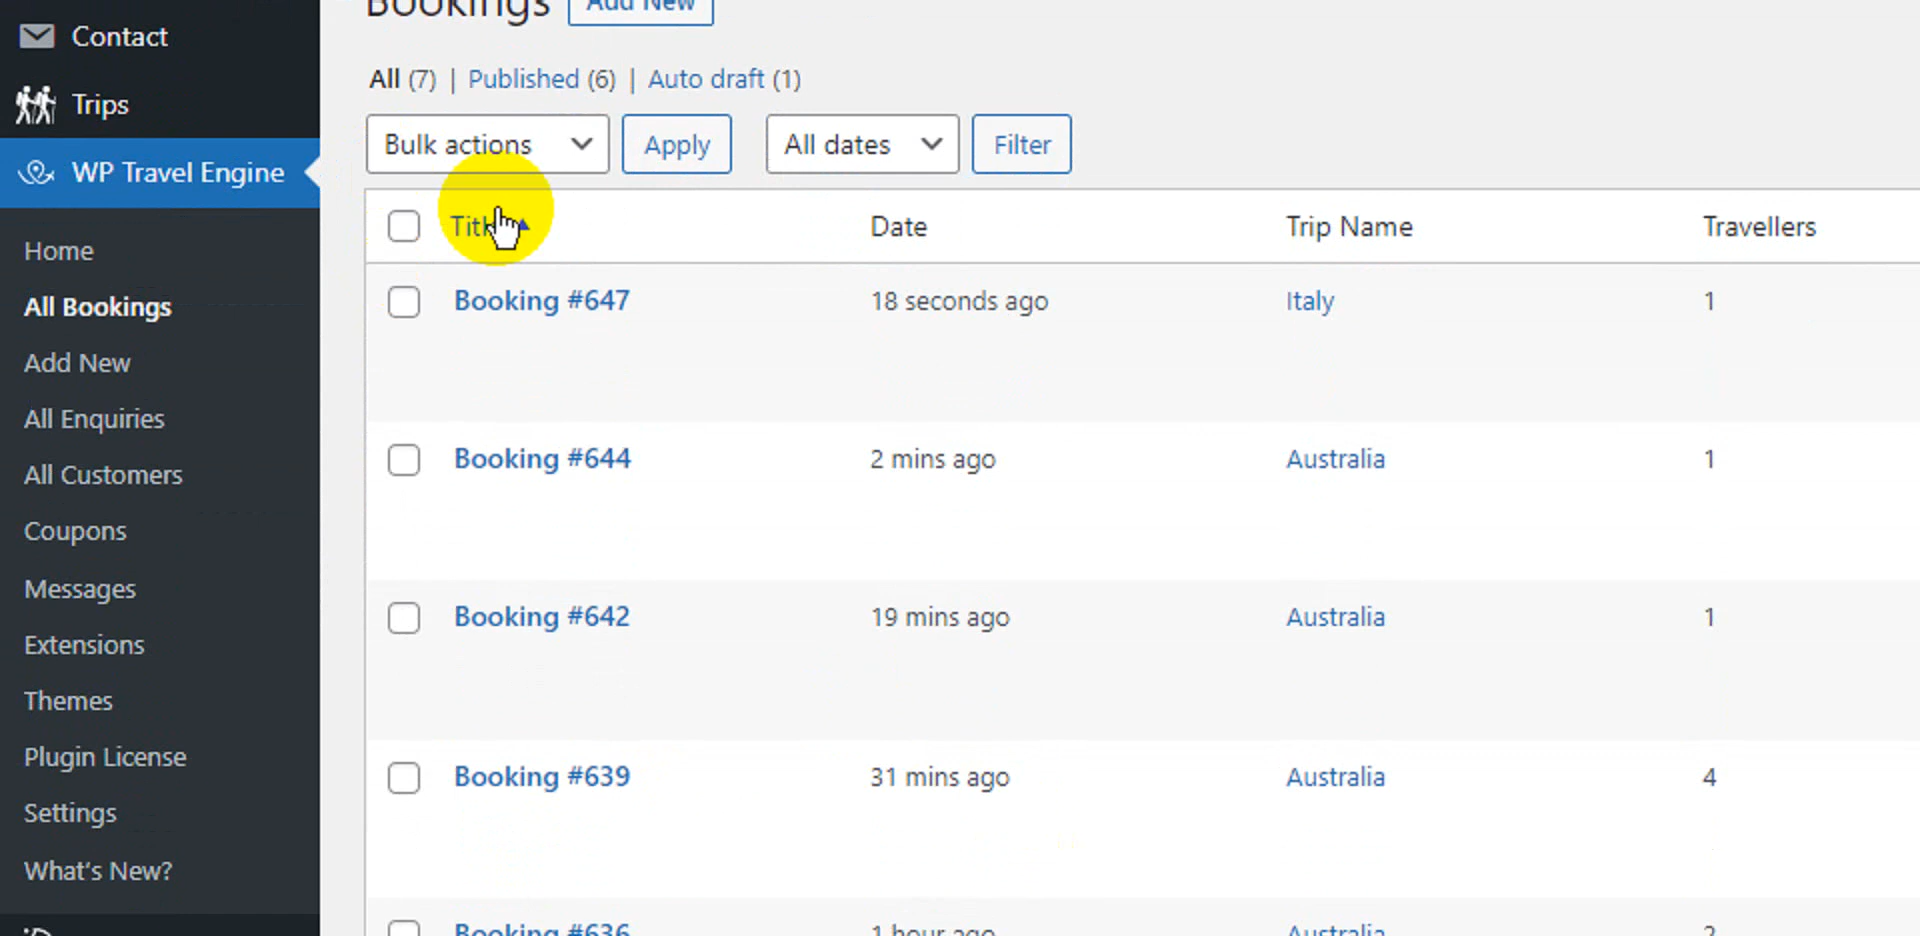 Contact
Trips
WP Travel Engine
Home
All Bookings
Add New
All Enquiries
All Customers
Coupons
Messages
Extensions
Themes
Plugin License
Settings
What's New?
Bookings Add New
All (7) | Published (6) | Auto draft (1)
Bulk actions Apply All dates Filter
Title Date Trip Name Travellers
Booking #647 18 seconds ago Italy 1
Booking #644 2 mins ago Australia 1
Booking #642 19 mins ago Australia 1
Booking #639 31 mins ago Australia 4
Booking #636 1 hour ago Australia 2